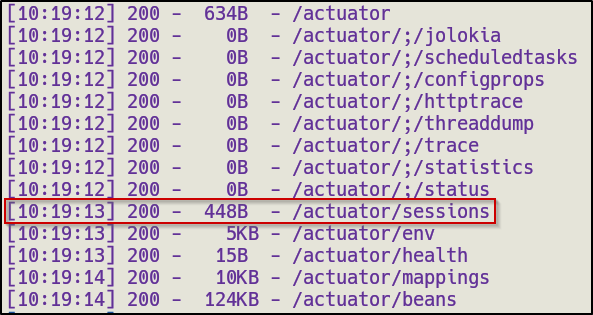 [10:19:12] 200 -  634B  - /actuator
[10:19:12] 200 -    0B  - /actuator/;/jolokia
[10:19:12] 200 -    0B  - /actuator/;/scheduledtasks
[10:19:12] 200 -    0B  - /actuator/;/configprops
[10:19:12] 200 -    0B  - /actuator/;/httptrace
[10:19:12] 200 -    0B  - /actuator/;/threaddump
[10:19:12] 200 -    0B  - /actuator/;/trace
[10:19:12] 200 -    0B  - /actuator/;/statistics
[10:19:12] 200 -    0B  - /actuator/;/status
[10:19:13] 200 -  448B  - /actuator/sessions
[10:19:13] 200 -    5KB - /actuator/env
[10:19:13] 200 -   15B  - /actuator/health
[10:19:14] 200 -   10KB - /actuator/mappings
[10:19:14] 200 -  124KB - /actuator/beans